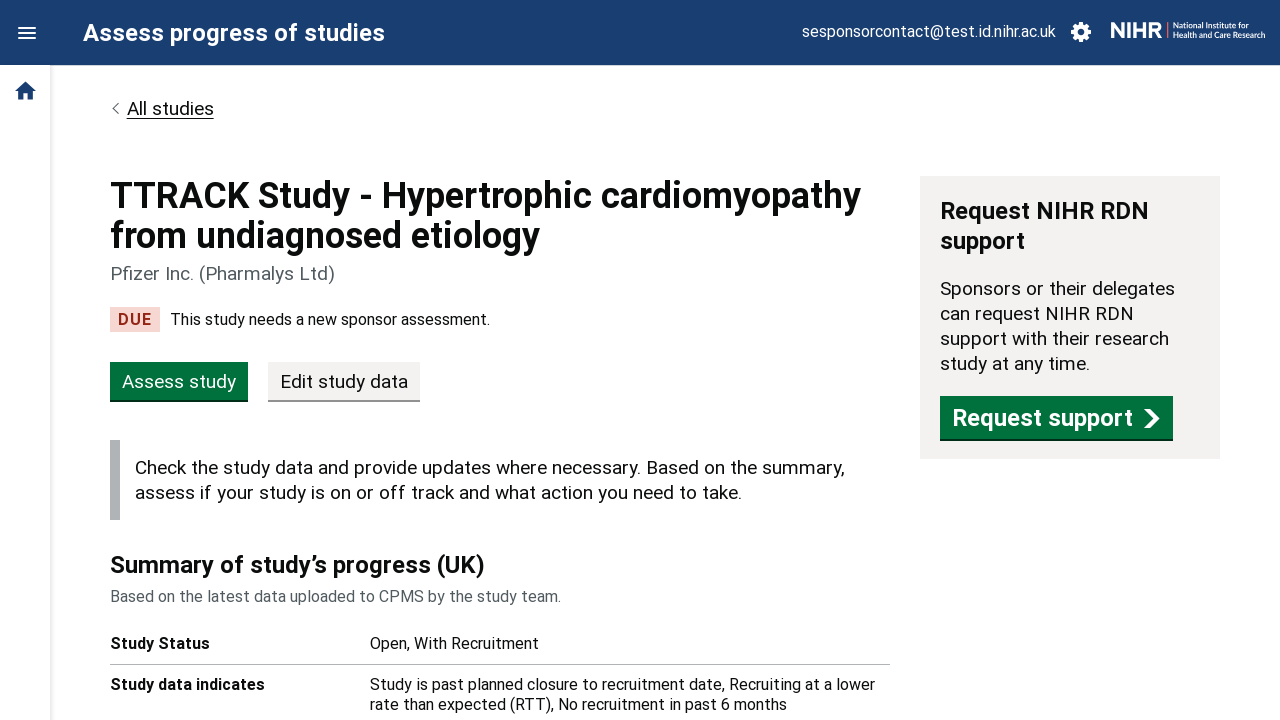 Assess progress of studies
sesponsorcontact@test.id.nihr.ac.uk
NIHR
National Institute for
Health and Care Research
All studies
TTRACK Study - Hypertrophic cardiomyopathy
from undiagnosed etiology
Pfizer Inc. (Pharmalys Ltd)
DUE This study needs a new sponsor assessment.
Assess study
Edit study data
Check the study data and provide updates where necessary. Based on the summary,
assess if your study is on or off track and what action you need to take.
Summary of study’s progress (UK)
Based on the latest data uploaded to CPMS by the study team.
Study Status Open, With Recruitment
Study data indicates Study is past planned closure to recruitment date, Recruiting at a lower
rate than expected (RTT), No recruitment in past 6 months
Request NIHR RDN
support
Sponsors or their delegates
can request NIHR RDN
support with their research
study at any time.
Request support